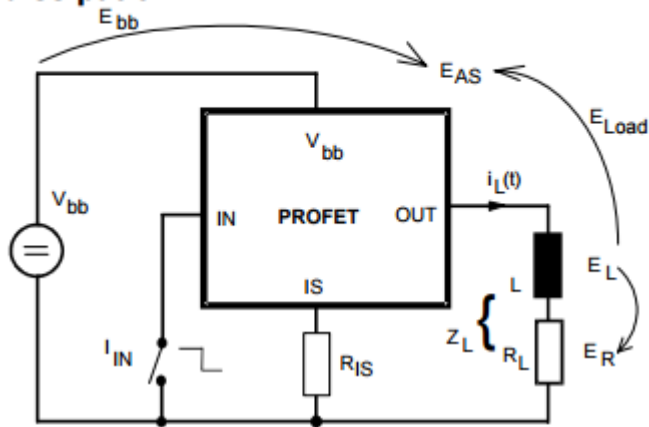 E bb
E AS
E Load
V bb
V bb
i L (t)
IN
PROFET
OUT
IS
L
E L
Z L {
R L
E R
I IN
R IS